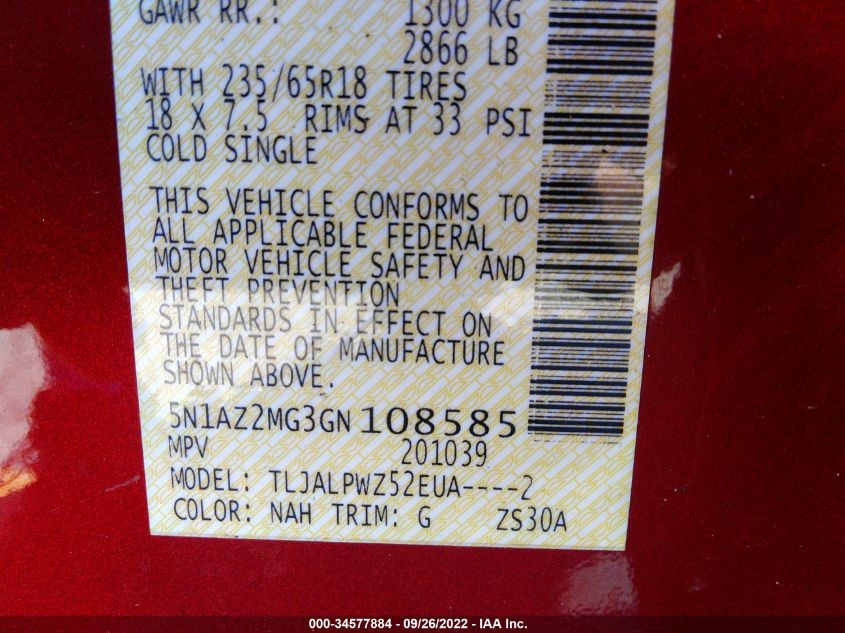 GAWR RR.: 1300 KG
2866 LB
WITH 235/65R18 TIRES
18 X 7.5 RIMS AT 33 PSI
COLD SINGLE
THIS VEHICLE CONFORMS TO
ALL APPLICABLE FEDERAL
MOTOR VEHICLE SAFETY AND
THEFT PREVENTION
STANDARDS IN EFFECT ON
THE DATE OF MANUFACTURE
SHOWN ABOVE.
5N1AZ2MG3GN108585
MPV 201039
MODEL: TLJALPWZ52EUA----2
COLOR: NAH TRIM: G ZS30A
000-34577884 - 09/26/2022 - IAA Inc.